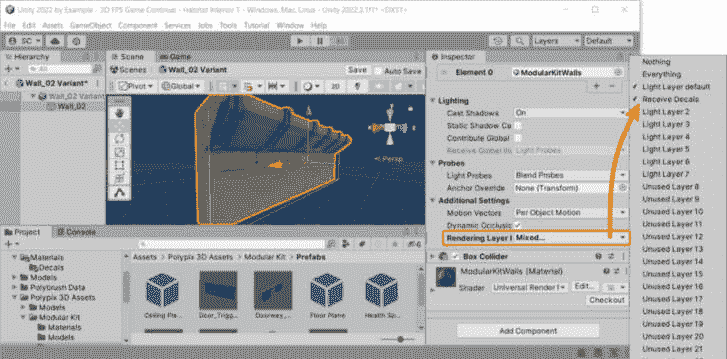 Unity 2022 by Example - 3D FPS Game Continue - Habitat Interior 1 - Windows, Mac, Linux - Unity 2022.3.1f1* <DX11>
File Edit Assets GameObject Component Services Jobs Tools Tutorial Window Help
SC Layers Default
Hierarchy
All
Wall_02 Variant*
Wall_02 Variant
Wall_02
Scene Game
Scenes Wall_02 Variant Save Auto Save
Pivot Global 2D
Persp
Inspector
Element 0 ModularKitWalls
Lighting
Cast Shadows On
Static Shadow Ca
Contribute Global
Receive Global Illu Light Probes
Probes
Light Probes Blend Probes
Anchor Override None (Transform)
Additional Settings
Motion Vectors Per Object Motion
Dynamic Occlusic
Rendering Layer Mixed...
Box Collider
ModularKitWalls (Material)
Shader Universal Render Edit...
Checkout
Add Component
Nothing
Everything
Light Layer default
Receive Decals
Light Layer 2
Light Layer 3
Light Layer 4
Light Layer 5
Light Layer 6
Light Layer 7
Unused Layer 8
Unused Layer 9
Unused Layer 10
Unused Layer 11
Unused Layer 12
Unused Layer 13
Unused Layer 14
Unused Layer 15
Unused Layer 16
Unused Layer 17
Unused Layer 18
Unused Layer 19
Unused Layer 20
Unused Layer 21
Project Console
Materials
Decals
Models
Polybrush Data
Polypix 3D Assets
Models
Modular Kit
Materials
Models
Assets > Polypix 3D Assets > Modular Kit > Prefabs
Ceiling Pla... Door_Trigg... Doorway_... Floor Plane Health Sp...